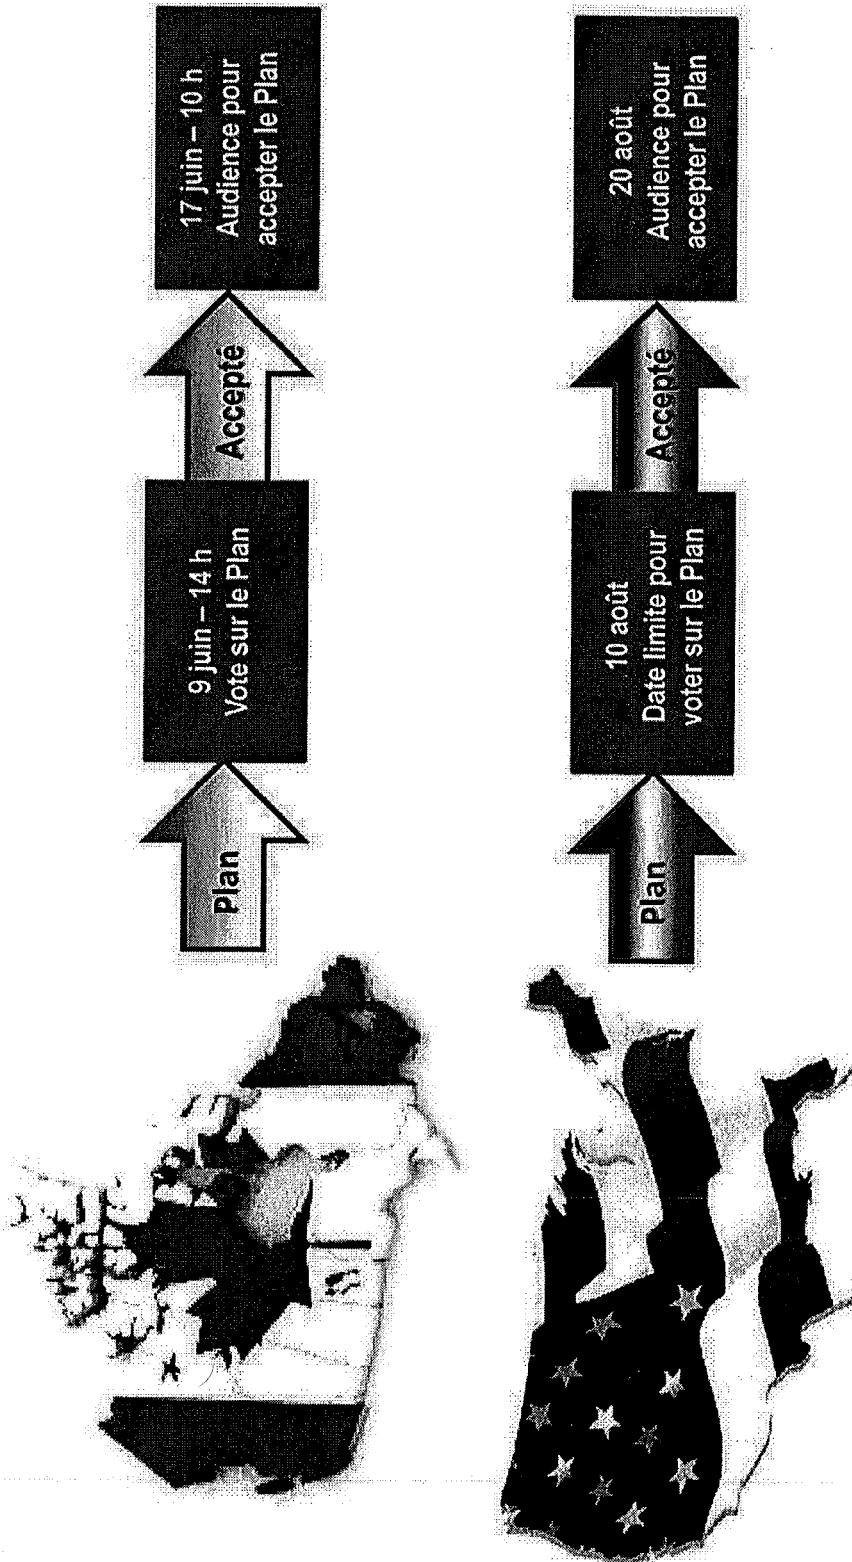 Plan
9 juin – 14 h
Vote sur le Plan
Accepté
17 juin – 10 h
Audience pour
accepter le Plan
Plan
10 août
Date limite pour
voter sur le Plan
Accepté
20 août
Audience pour
accepter le Plan